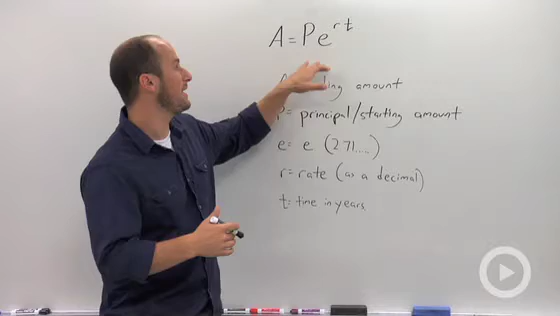 A = Pe^rt
amount
P= principal/starting amount
e= e (2.71....)
r= rate (as a decimal)
t= time in years